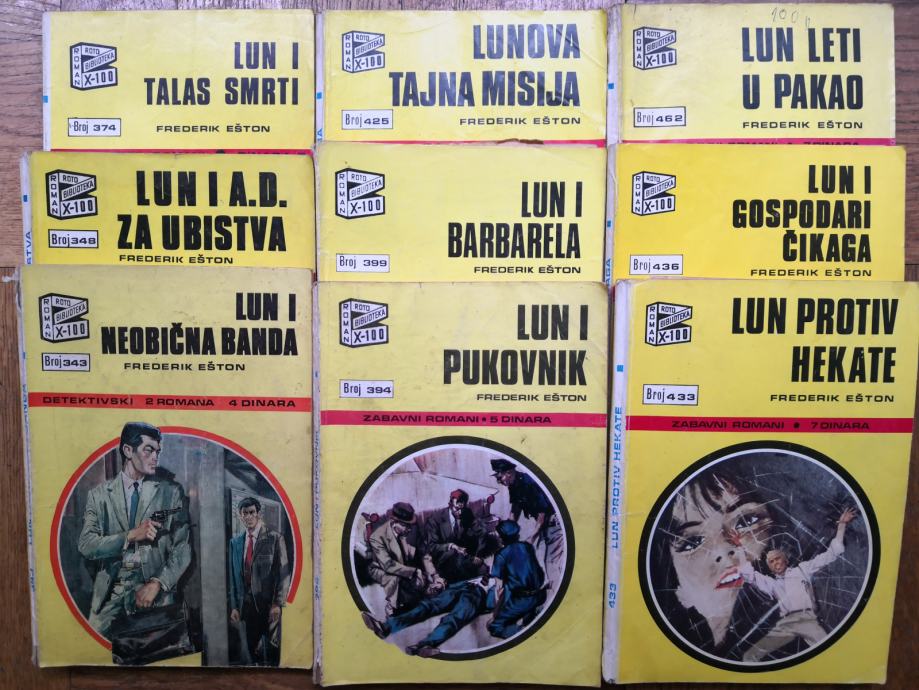 ROMAN
ROTO
BIBLIOTEKA
X-100
LUN I
TALAS SMRTI
Broj 374
FREDERIK EŠTON
ROMAN
ROTO
BIBLIOTEKA
X-100
LUNOVA
TAJNA MISIJA
Broj 425
FREDERIK EŠTON
ROMAN
ROTO
BIBLIOTEKA
X-100
LUN LETI
U PAKAO
Broj 462
FREDERIK EŠTON
ROMAN
ROTO
BIBLIOTEKA
X-100
LUN I A.D.
ZA UBISTVA
Broj 348
FREDERIK EŠTON
ROMAN
ROTO
BIBLIOTEKA
X-100
LUN I
BARBARELA
Broj 399
FREDERIK EŠTON
ROMAN
ROTO
BIBLIOTEKA
X-100
LUN I
GOSPODARI
ČIKAGA
Broj 436
FREDERIK EŠTON
ROMAN
ROTO
BIBLIOTEKA
X-100
LUN I
NEOBIČNA BANDA
Broj 343
FREDERIK EŠTON
DETEKTIVSKI 2 ROMANA 4 DINARA
ROMAN
ROTO
BIBLIOTEKA
X-100
LUN I
PUKOVNIK
Broj 394
FREDERIK EŠTON
ZABAVNI ROMANI • 5 DINARA
ROMAN
ROTO
BIBLIOTEKA
X-100
LUN PROTIV
HEKATE
Broj 433
FREDERIK EŠTON
ZABAVNI ROMANI • 7 DINARA
433 LUN PROTIV HEKATE